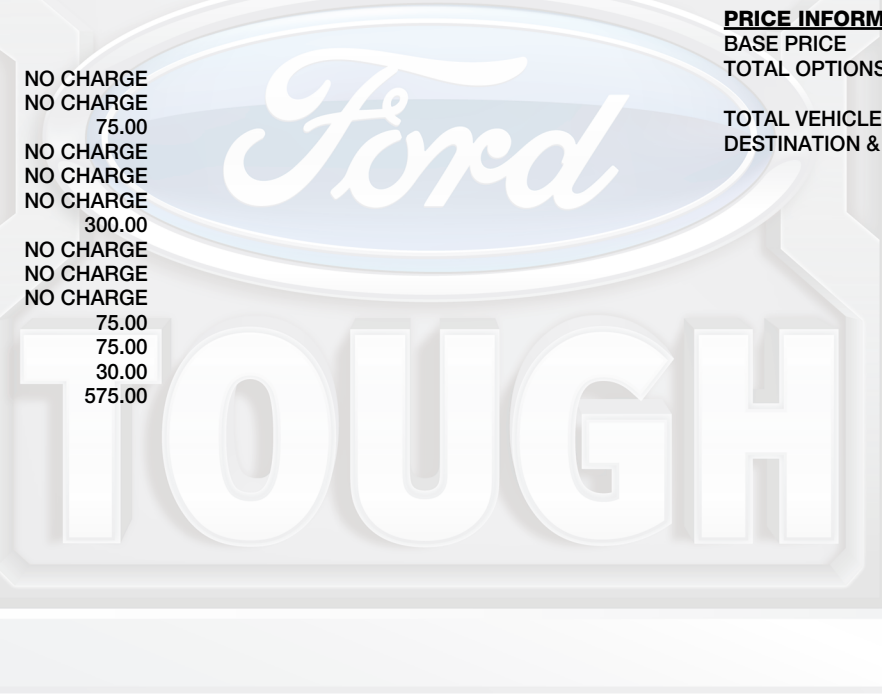 NO CHARGE
NO CHARGE
75.00
NO CHARGE
NO CHARGE
NO CHARGE
300.00
NO CHARGE
NO CHARGE
NO CHARGE
75.00
75.00
30.00
575.00
PRICE INFORM
BASE PRICE
TOTAL OPTIONS
TOTAL VEHICLE
DESTINATION &
Ford
TOUGH